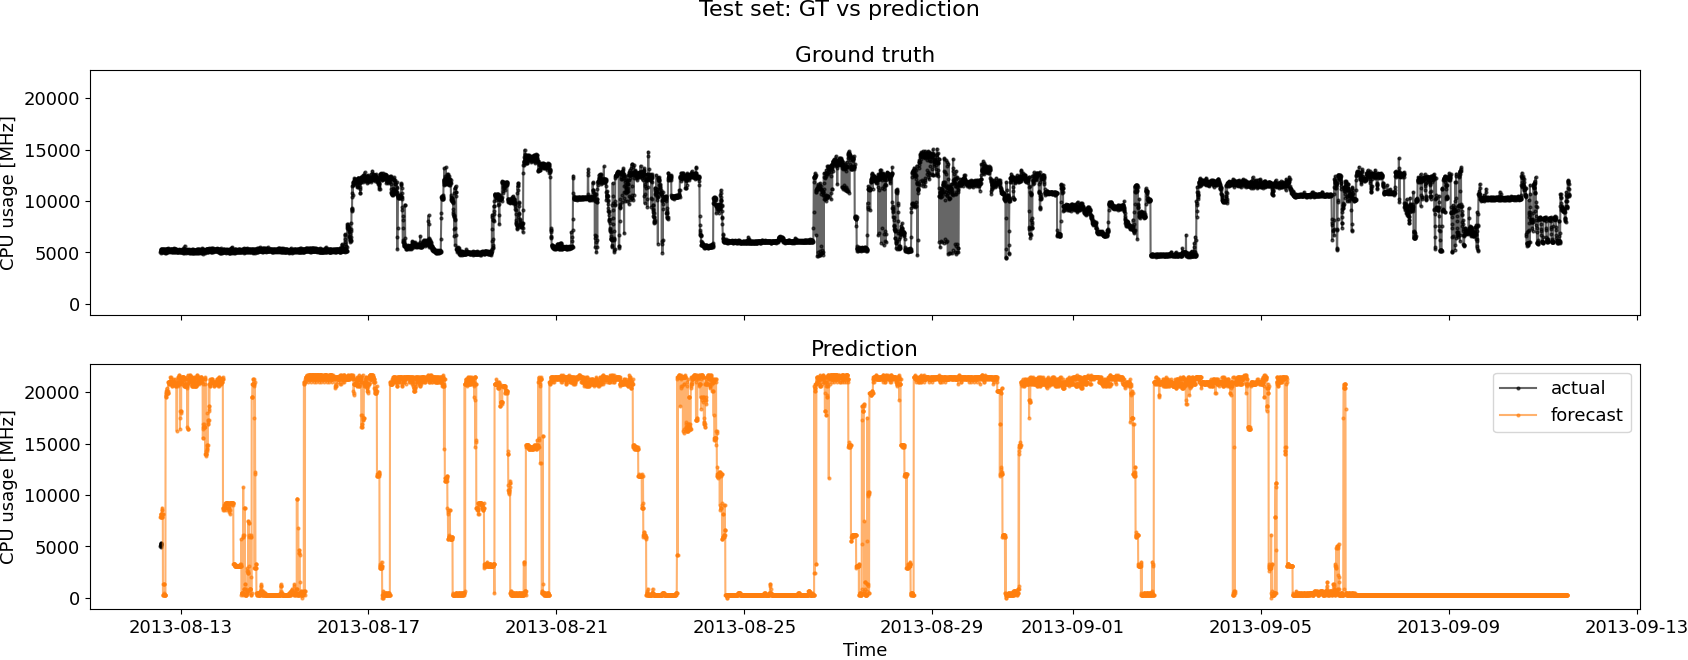 Test set: GT vs prediction
Ground truth
CPU usage [MHz]
20000
15000
10000
5000
0
Prediction
CPU usage [MHz]
20000
15000
10000
5000
0
actual
forecast
2013-08-13 2013-08-17 2013-08-21 2013-08-25 2013-08-29 2013-09-01 2013-09-05 2013-09-09 2013-09-13
Time